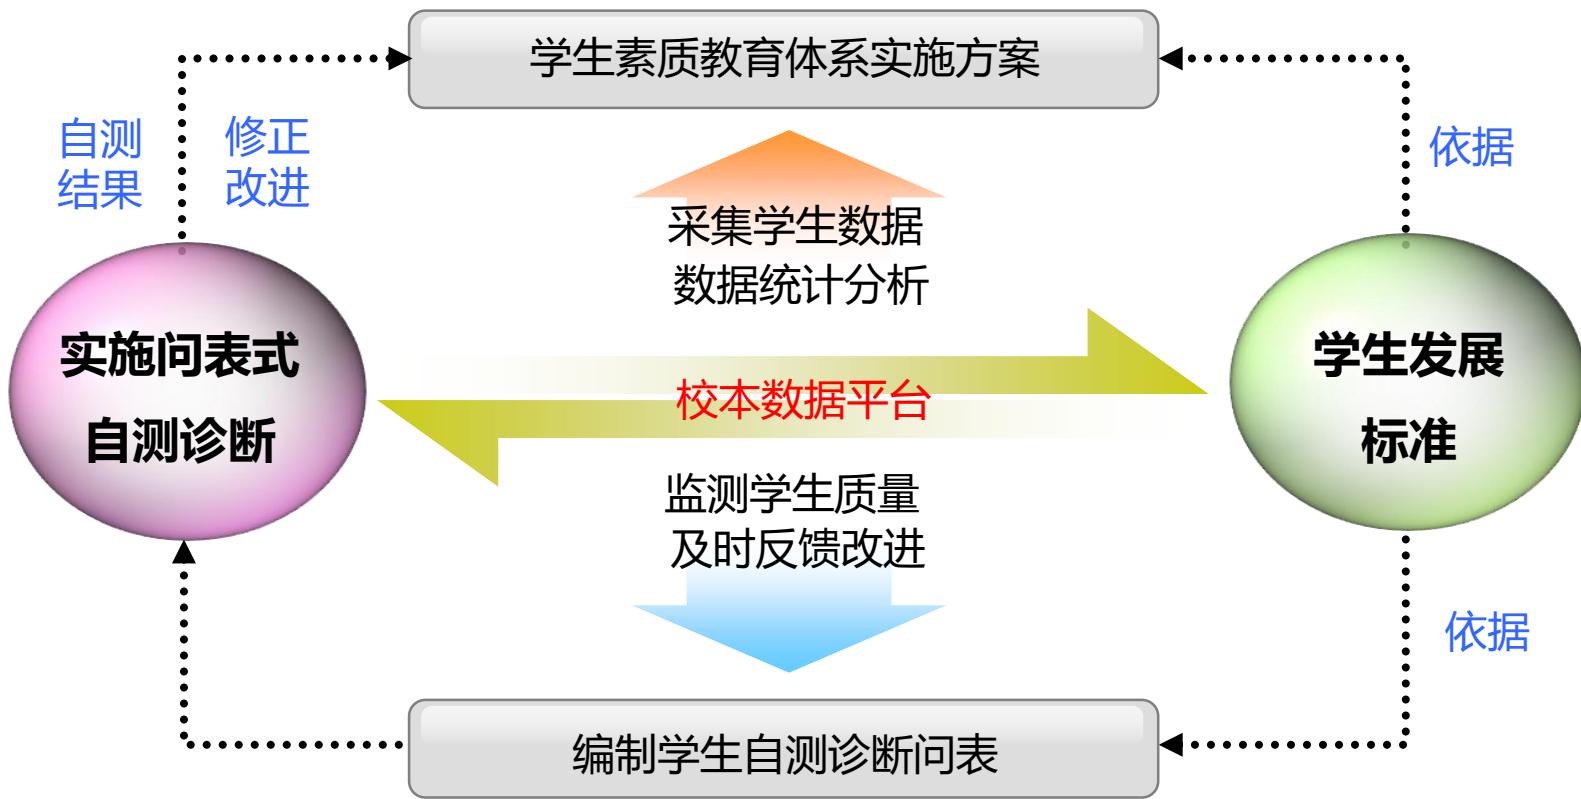 学生素质教育体系实施方案
自测
结果
修正
改进
依据
采集学生数据
数据统计分析
实施问表式
自测诊断
校本数据平台
学生发展
标准
监测学生质量
及时反馈改进
依据
编制学生自测诊断问表